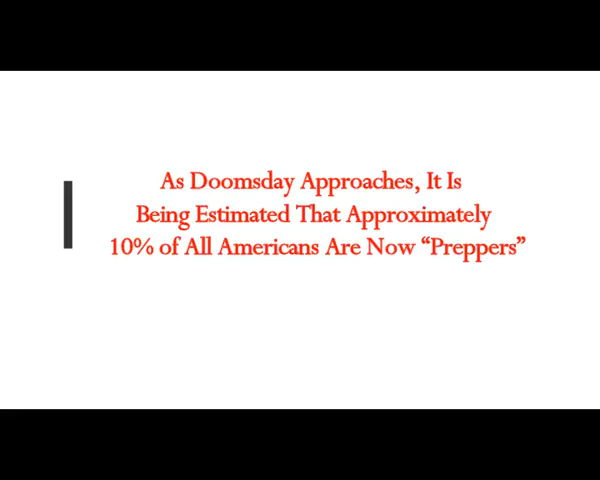 As Doomsday Approaches, It Is
Being Estimated That Approximately
10% of All Americans Are Now “Preppers”